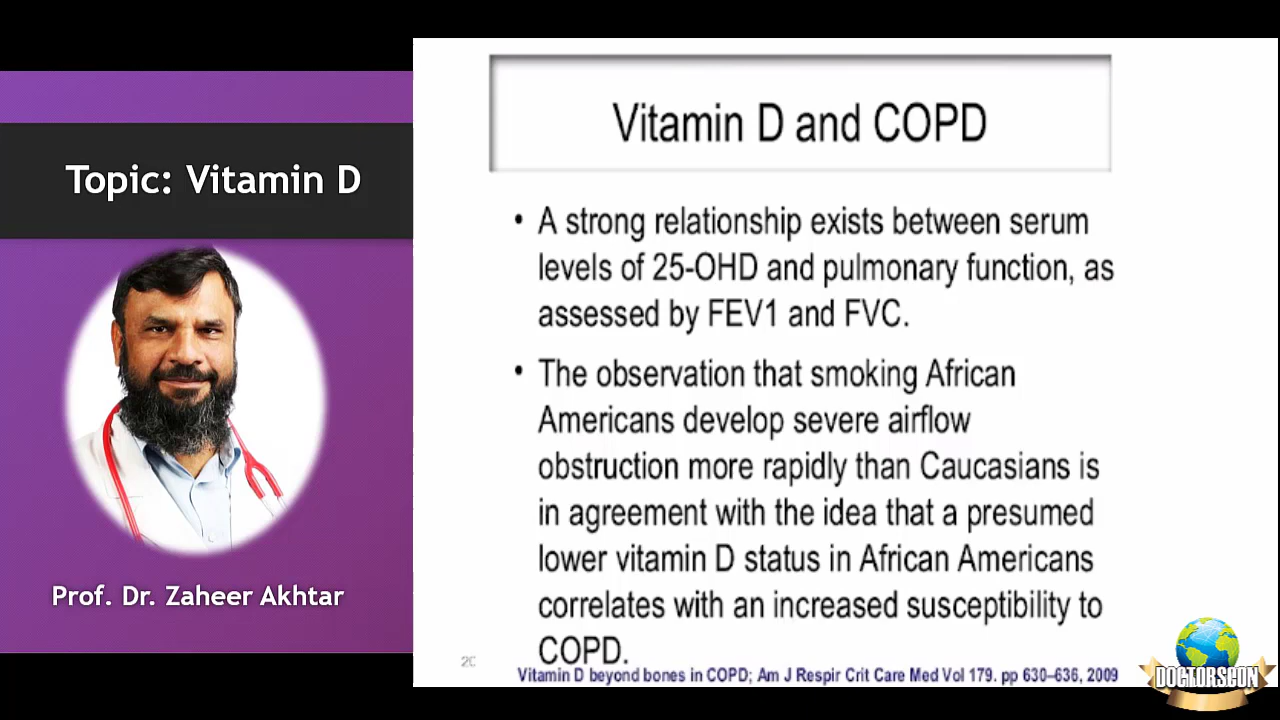 Topic: Vitamin D
Prof. Dr. Zaheer Akhtar
Vitamin D and COPD
• A strong relationship exists between serum
levels of 25-OHD and pulmonary function, as
assessed by FEV1 and FVC.
• The observation that smoking African
Americans develop severe airflow
obstruction more rapidly than Caucasians is
in agreement with the idea that a presumed
lower vitamin D status in African Americans
correlates with an increased susceptibility to
COPD.
Vitamin D beyond bones in COPD; Am J Respir Crit Care Med Vol 179. pp 630–636, 2009
DOCTORSCON